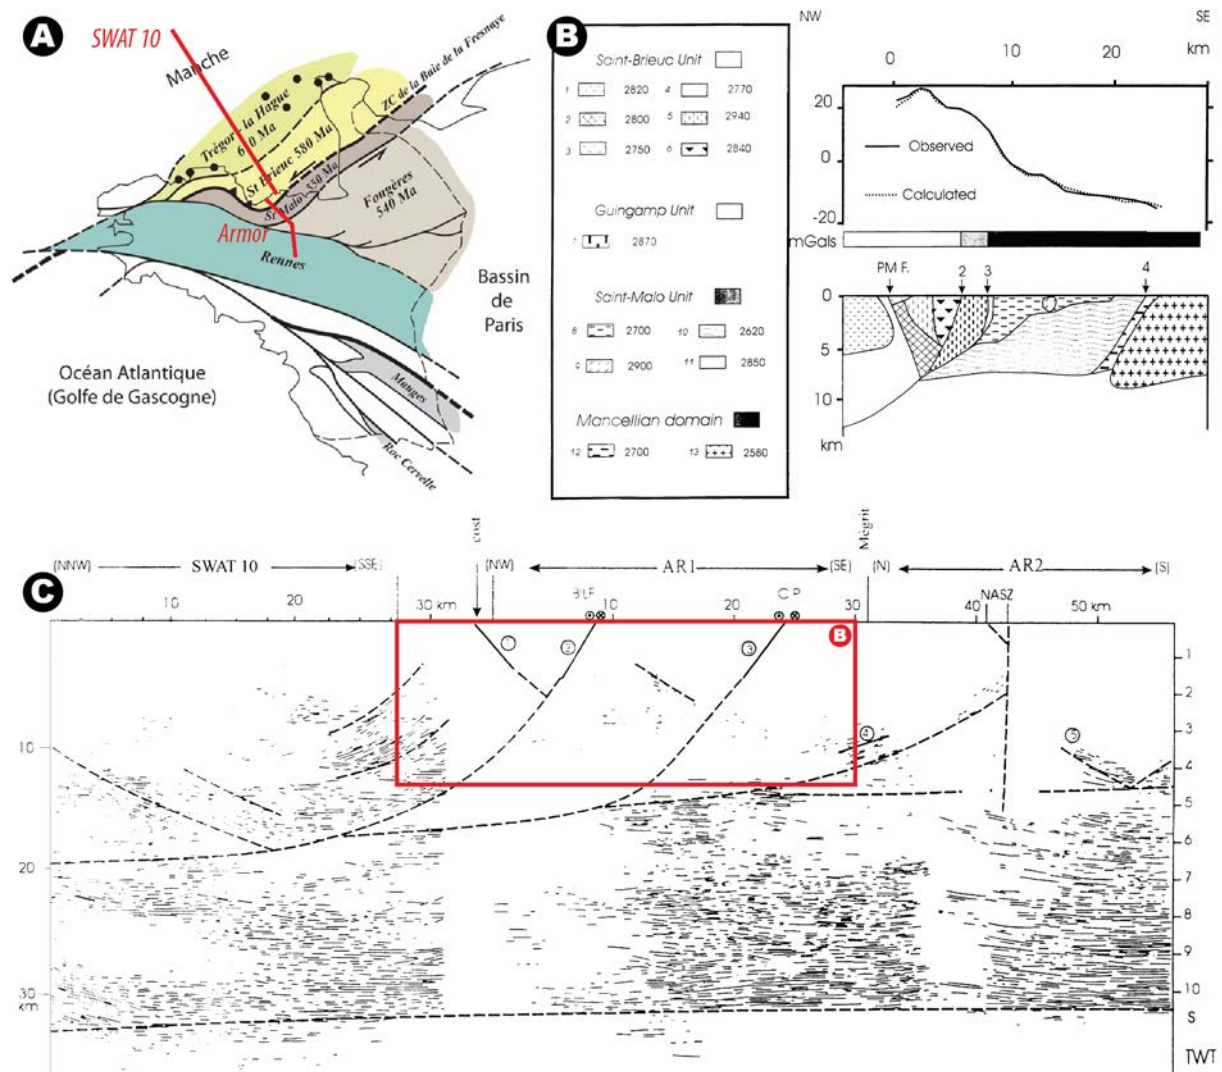 A
SWAT 10
Manche
Trégor - la Hague
St Brieuc 580 Ma
ZC de la Baie de la Fresnaye
St Malo 550 Ma
Fougères
540 Ma
Armor
Rennes
Bassin
de
Paris
Océan Atlantique
(Golfe de Gascogne)
Mauges
Roc Cervelle
B
Saint-Brieuc Unit
1 2820 4 2770
2 2800 5 2940
3 2750 6 2840
Guingamp Unit
7 2870
Saint-Malo Unit
8 2700 10 2620
9 2900 11 2850
Mancellian domain
12 2700 13 2580
NW SE
0 10 20 km
20
0
-20
Observed
Calculated
mGals
PM F. 2 3 4
0
5
10
km
C
cost
Mégrit
(NNW) SWAT 10 (SSE) (NW) AR1 (SE) (N) AR2 (S)
10 20 30 km 10 20 30 40 50 km
C P NASZ
B
1 2 3 4 5
10
20
30
km
1
2
3
4
5
6
7
8
9
10
S
TWT